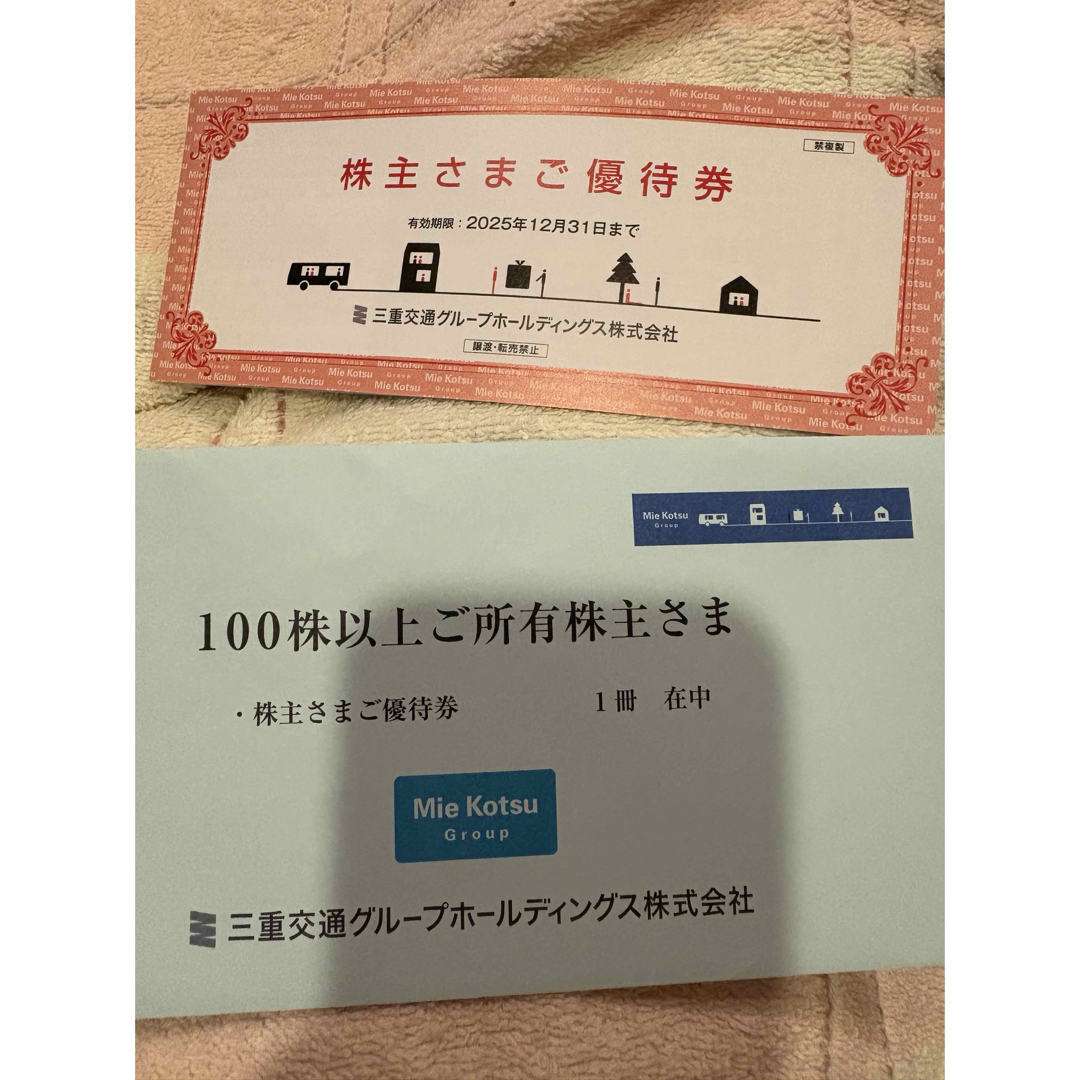 禁複製
株主さまご優待券
有効期限：2025年12月31日まで
三重交通グループホールディングス株式会社
譲渡・転売禁止
Mie Kotsu
Group
100株以上ご所有株主さま
・株主さまご優待券 1冊 在中
Mie Kotsu
Group
三重交通グループホールディングス株式会社